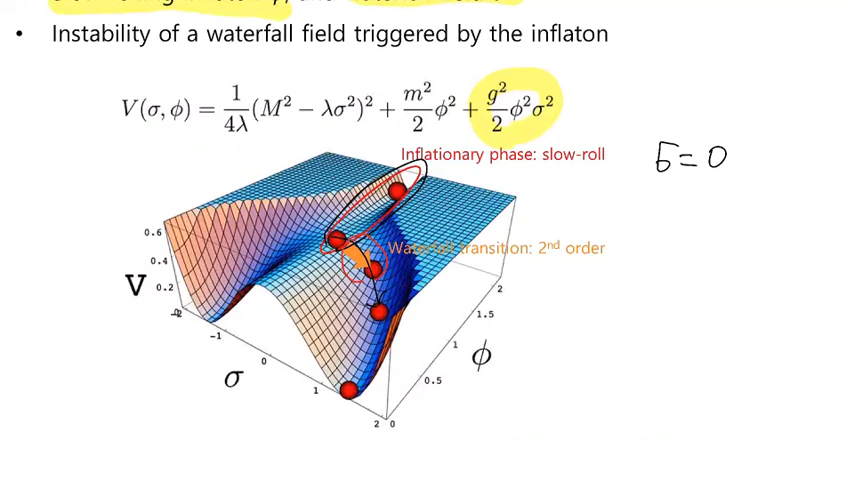 • Instability of a waterfall field triggered by the inflaton
V(σ, ϕ) = 1/4λ (M² − λσ²)² + m²/2 ϕ² + g²/2 ϕ²σ²
Inflationary phase: slow-roll
σ = 0
Waterfall transition: 2nd order
0.6
0.4
0.2
V
-2
-1
0
1
2
σ
0
0.5
1
1.5
2
ϕ